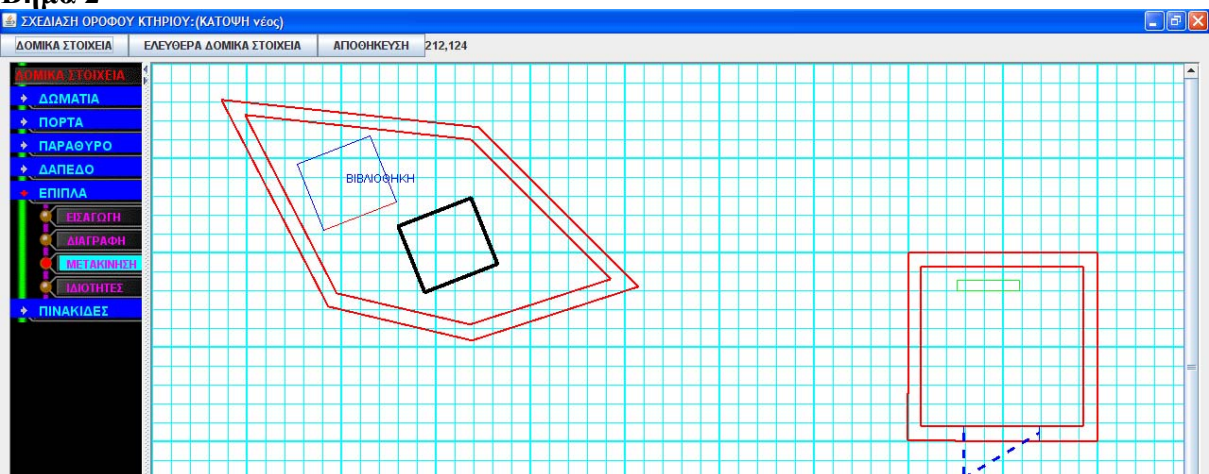 Βήμα 2
ΣΧΕΔΙΑΣΗ ΟΡΟΦΟΥ ΚΤΗΡΙΟΥ:(ΚΑΤΟΨΗ νέος)
ΔΟΜΙΚΑ ΣΤΟΙΧΕΙΑ ΕΛΕΥΘΕΡΑ ΔΟΜΙΚΑ ΣΤΟΙΧΕΙΑ ΑΠΟΘΗΚΕΥΣΗ 212,124
ΔΟΜΙΚΑ ΣΤΟΙΧΕΙΑ
ΔΩΜΑΤΙΑ
ΠΟΡΤΑ
ΠΑΡΑΘΥΡΟ
ΔΑΠΕΔΟ
ΕΠΙΠΛΑ
ΕΙΣΑΓΩΓΗ
ΔΙΑΓΡΑΦΗ
ΜΕΤΑΚΙΝΗΣΗ
ΙΔΙΟΤΗΤΕΣ
ΠΙΝΑΚΙΔΕΣ
ΒΙΒΛΙΟΘΗΚΗ